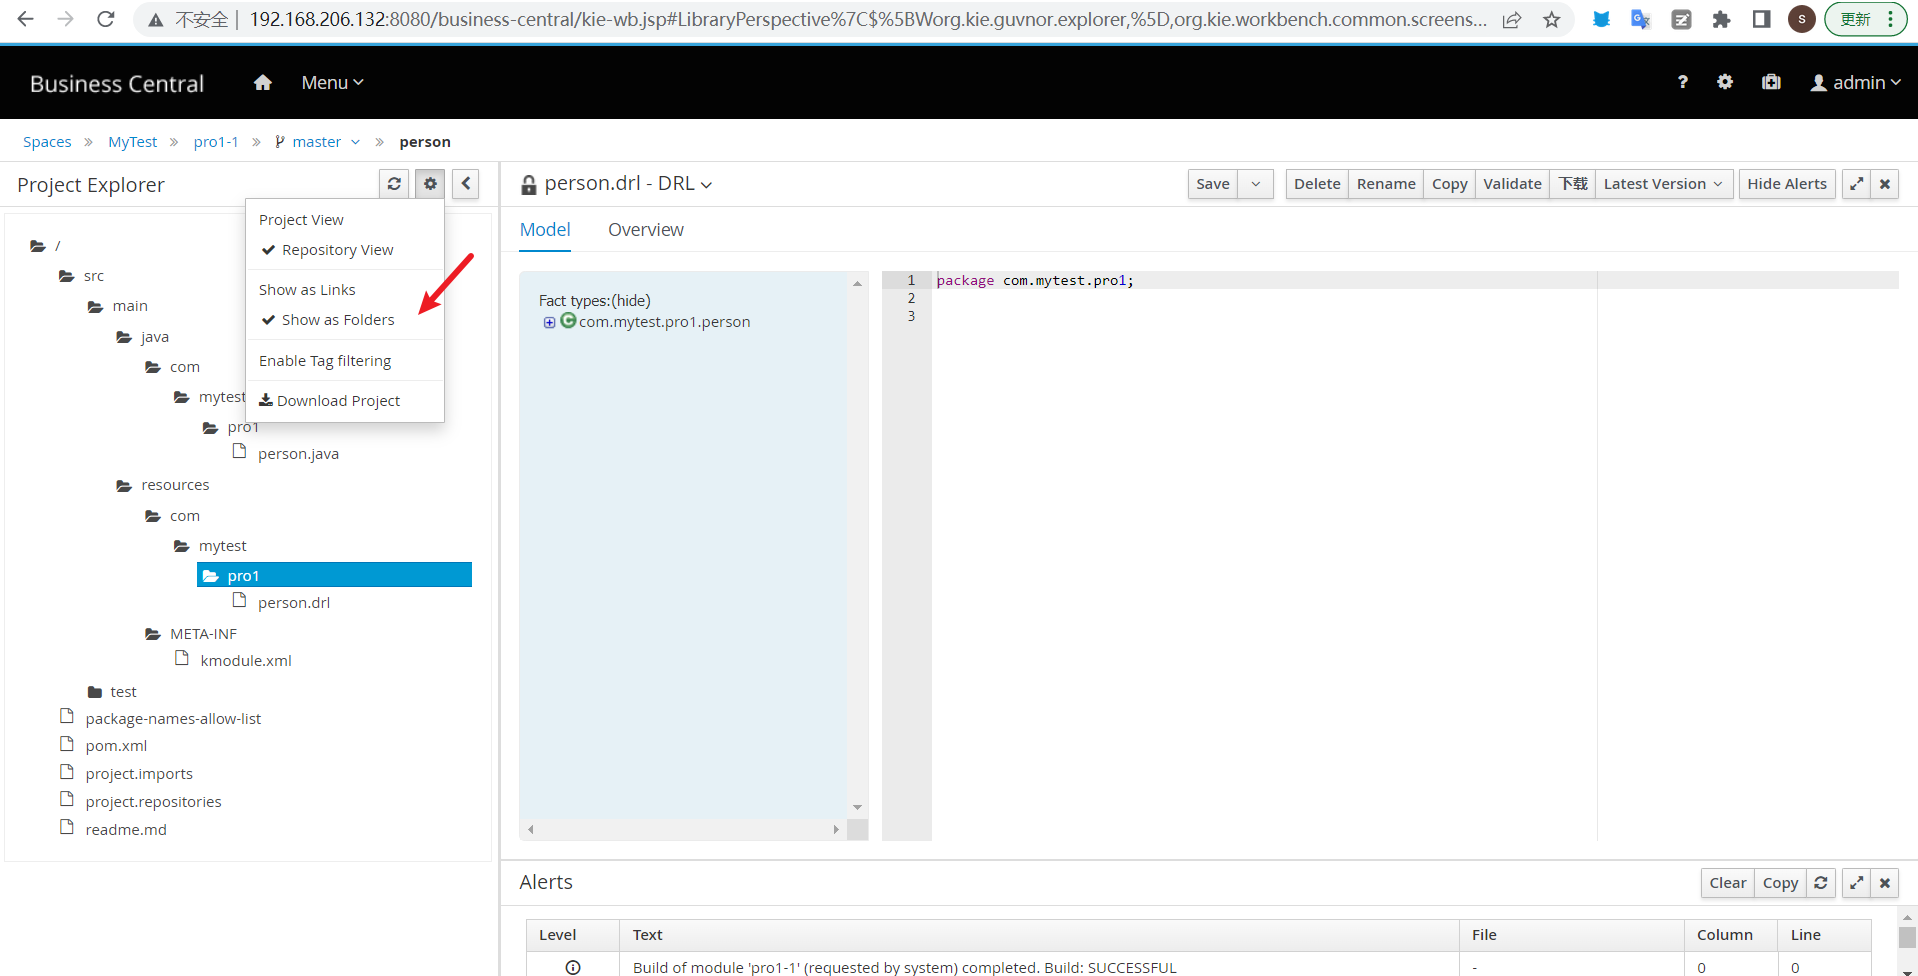 不安全 | 192.168.206.132:8080/business-central/kie-wb.jsp#LibraryPerspective%7C$%5BWorg.kie.guvnor.explorer,%5D,org.kie.workbench.common.screens...
S
更新
Business Central
Menu
?
admin
Spaces » MyTest » pro1-1 » master » person
Project Explorer
Project View
Repository View
Show as Links
Show as Folders
Enable Tag filtering
Download Project
/
src
main
java
com
mytest
pro1
person.java
resources
com
mytest
pro1
person.drl
META-INF
kmodule.xml
test
package-names-allow-list
pom.xml
project.imports
project.repositories
readme.md
person.drl - DRL
Save
Delete
Rename
Copy
Validate
下载
Latest Version
Hide Alerts
Model
Overview
Fact types:(hide)
com.mytest.pro1.person
1 package com.mytest.pro1;
2
3
Alerts
Clear
Copy
Level Text File Column Line
Build of module 'pro1-1' (requested by system) completed. Build: SUCCESSFUL - 0 0